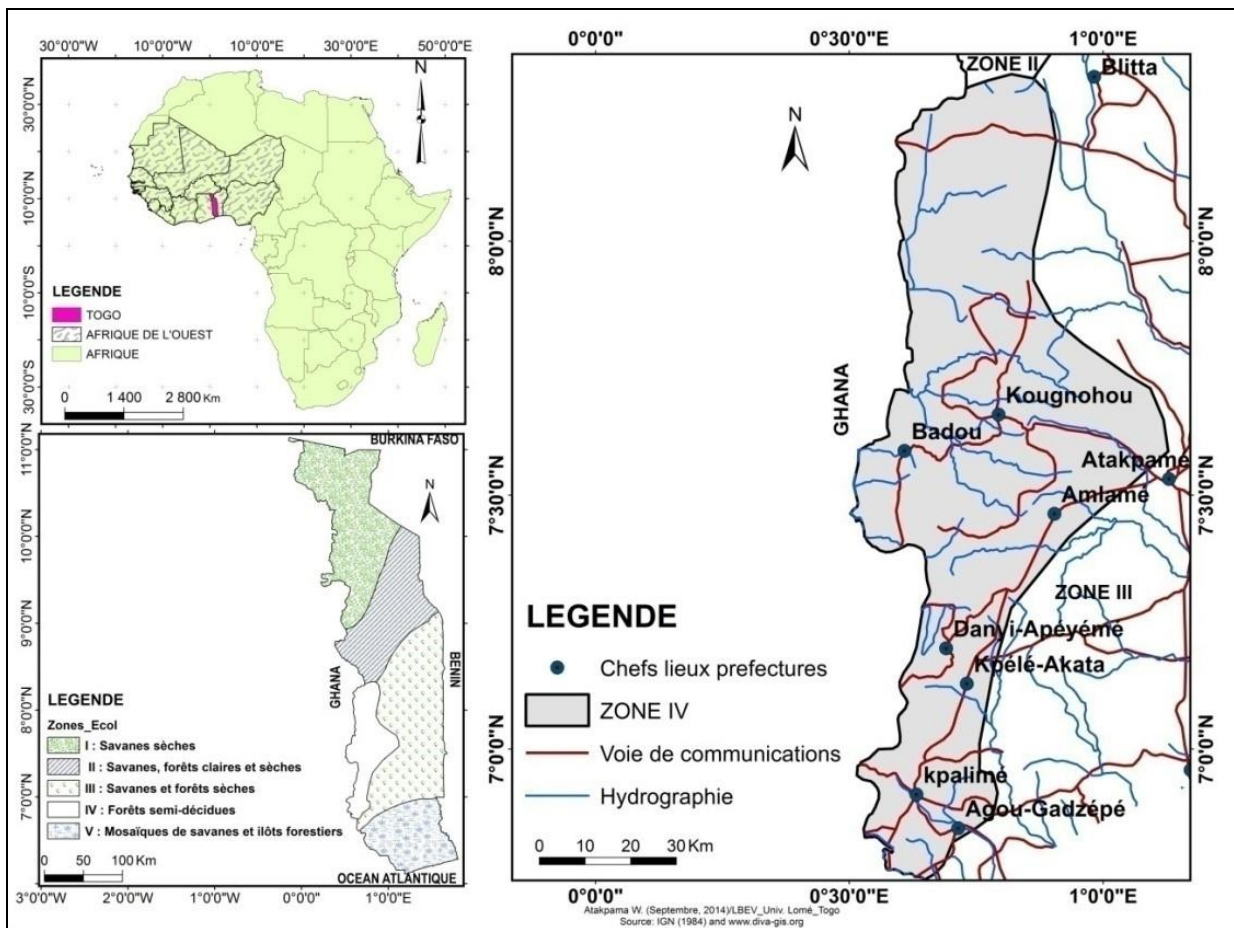 30°0'0"W 10°0'0"W 10°0'0"E 30°0'0"E 50°0'0"E
N
30°0'0"N
10°0'0"N
10°0'0"S
30°0'0"S
LEGENDE
TOGO
AFRIQUE DE L'OUEST
AFRIQUE
0 1 400 2 800 Km
BURKINA FASO
N
11°0'0"N
10°0'0"N
9°0'0"N
8°0'0"N
7°0'0"N
GHANA
BENIN
LEGENDE
Zones_Ecol
I : Savanes sèches
II : Savanes, forêts claires et sèches
III : Savanes et forêts sèches
IV : Forêts semi-décidues
V : Mosaïques de savanes et ilôts forestiers
0 50 100 Km
OCEAN ATLANTIQUE
3°0'0"W 2°0'0"W 1°0'0"W 0°0'0" 1°0'0"E
0°0'0" 0°30'0"E 1°0'0"E
ZONE II
Blitta
N
8°0'0"N
8°0'0"N
GHANA
Kougnohou
Badou
Atakpamé
7°30'0"N
7°30'0"N
Amlamé
ZONE III
Danyi-Apéyémé
Kpélé-Akata
7°0'0"N
7°0'0"N
kpalimé
Agou-Gadzépé
LEGENDE
Chefs lieux prefectures
ZONE IV
Voie de communications
Hydrographie
0 10 20 30 Km
0°0'0" 0°30'0"E 1°0'0"E
Atakpama W. (Septembre, 2014)/LBEV_Univ. Lomé_Togo
Source: IGN (1984) and www.diva-gis.org